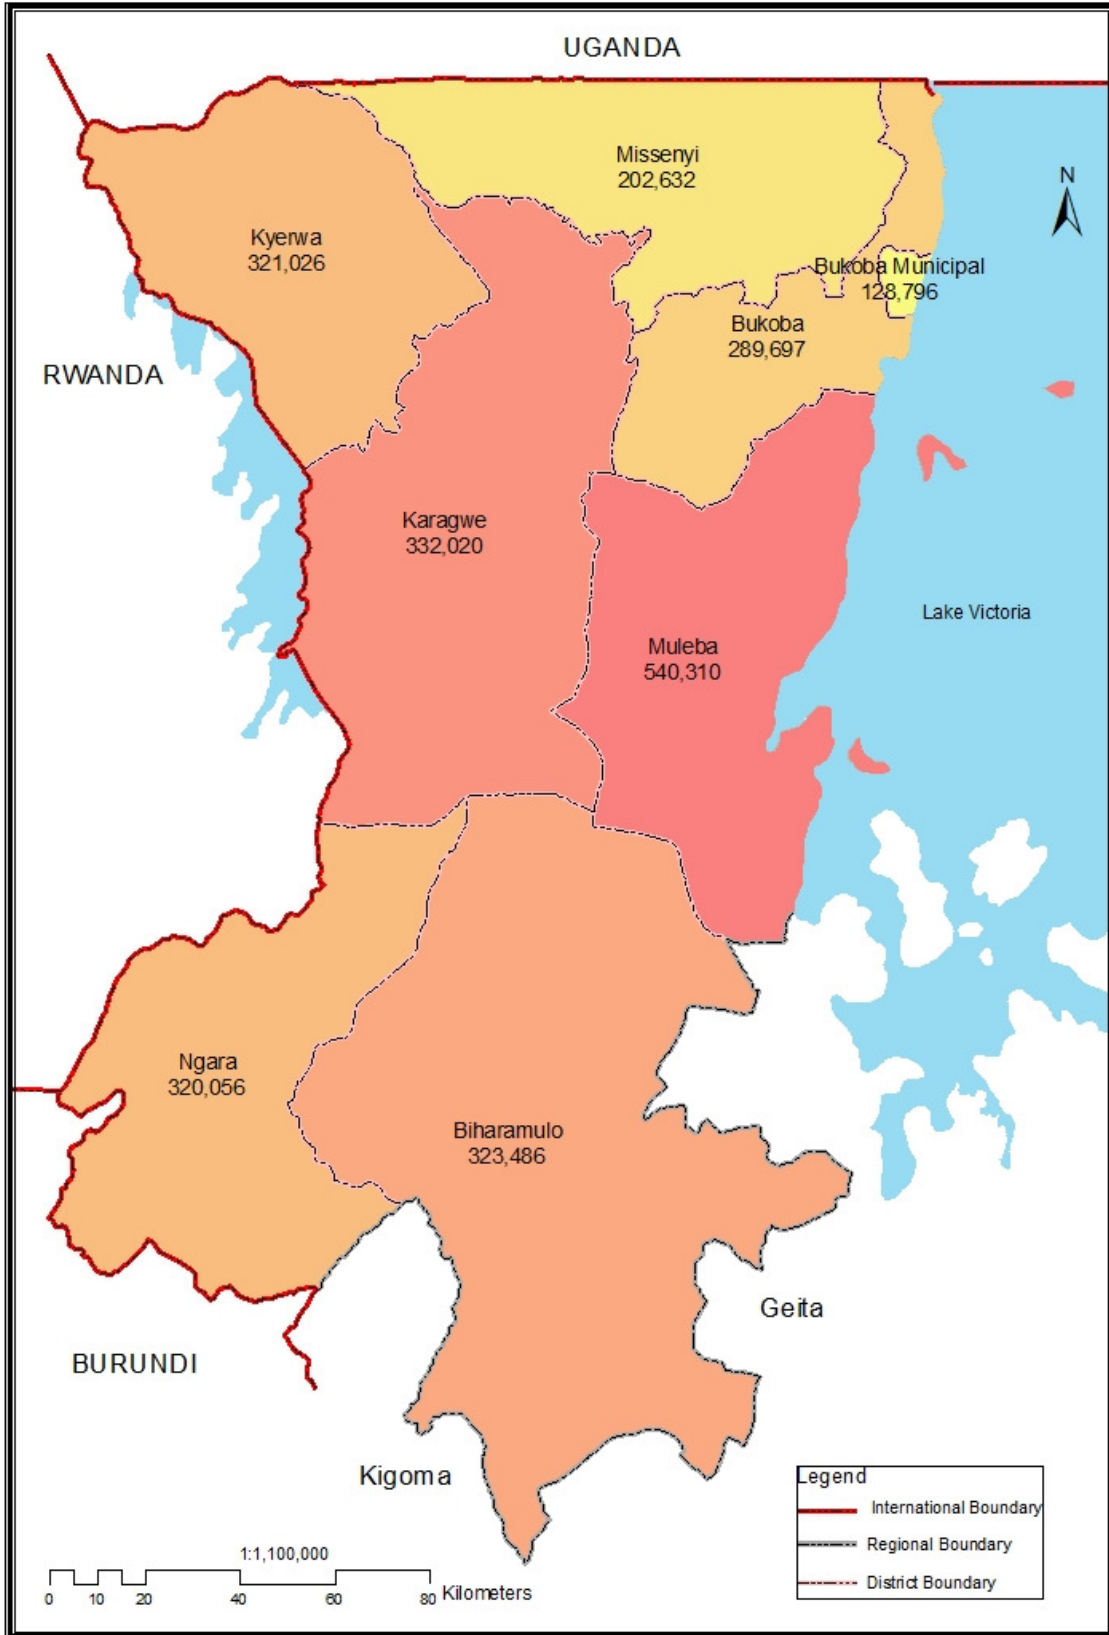 UGANDA
N
Missenyi
202,632
Kyerwa
321,026
Bukoba Municipal
128,796
Bukoba
289,697
RWANDA
Karagwe
332,020
Lake Victoria
Muleba
540,310
Ngara
320,056
Biharamulo
323,486
Geita
BURUNDI
Kigoma
Legend
International Boundary
Regional Boundary
District Boundary
1:1,100,000
0 10 20 40 60 80 Kilometers